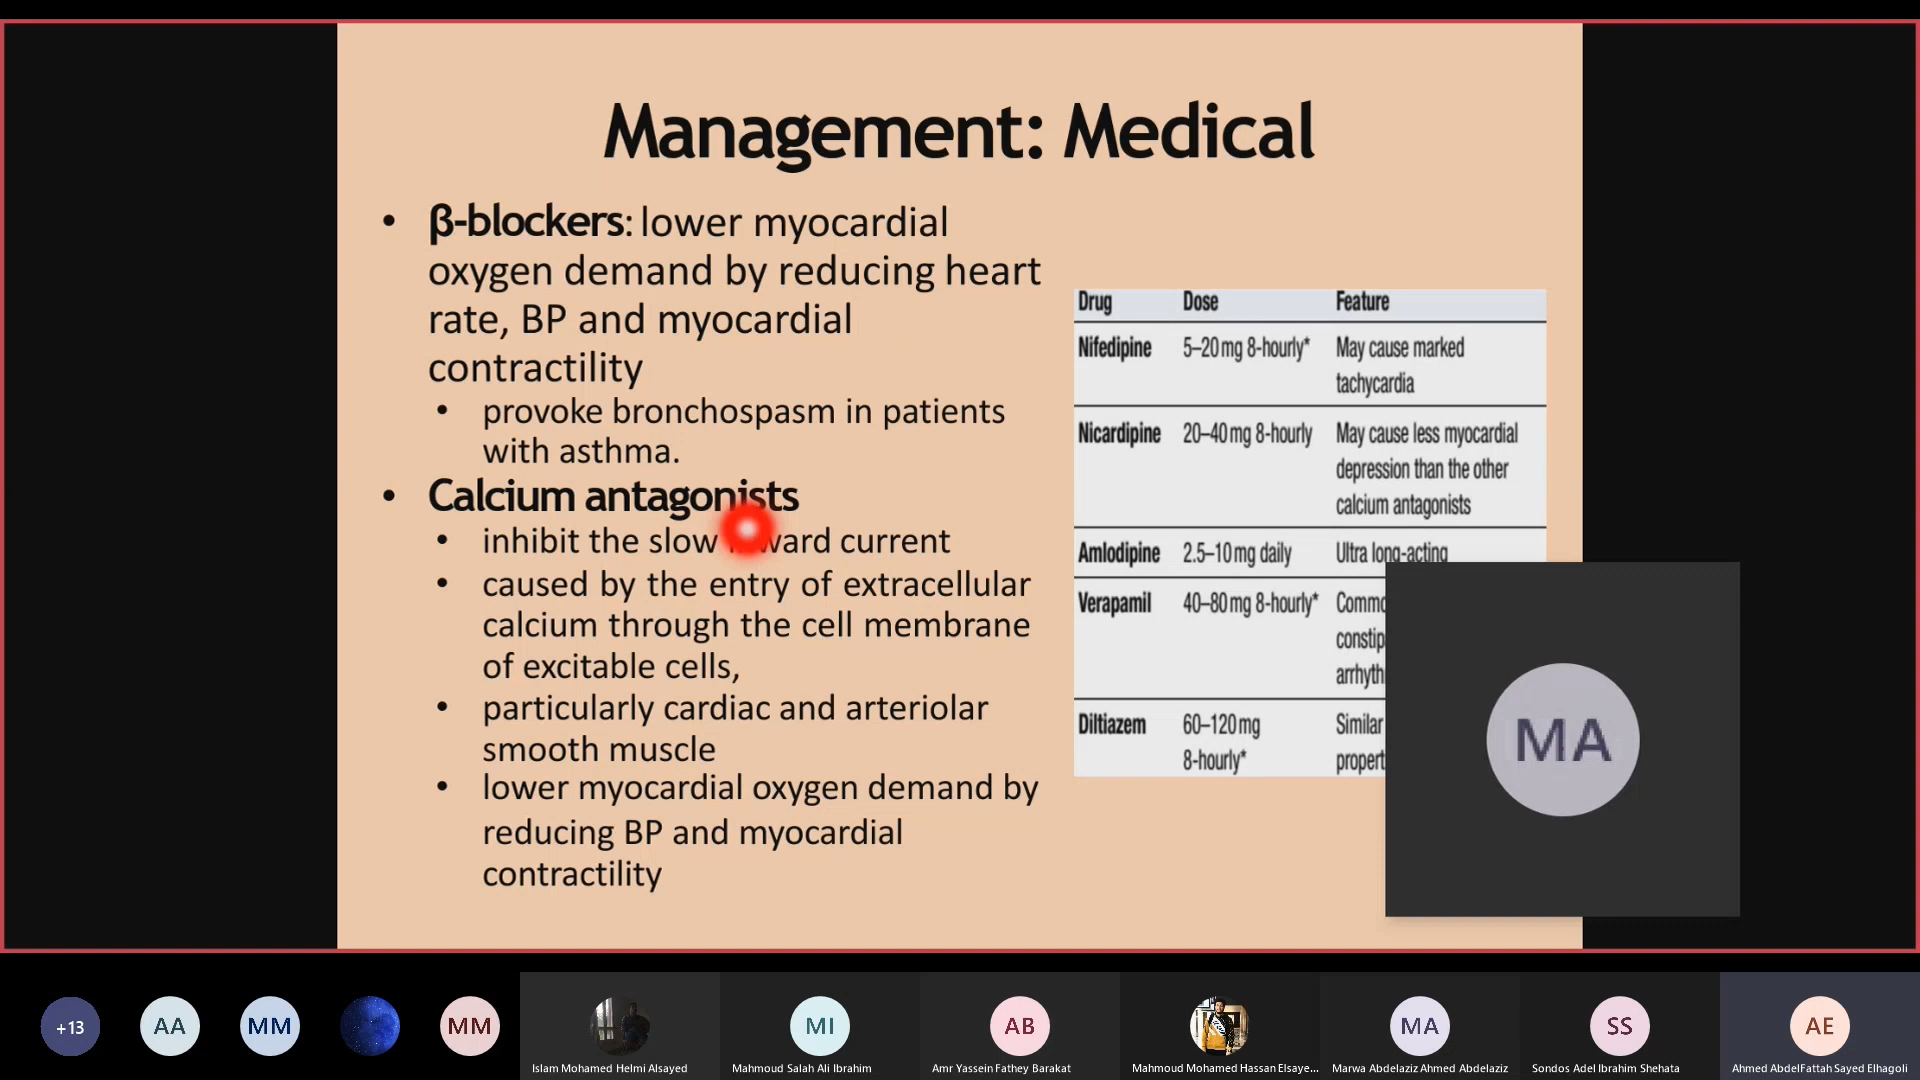 Management: Medical
• β-blockers: lower myocardial
oxygen demand by reducing heart
rate, BP and myocardial
contractility
• provoke bronchospasm in patients
with asthma.
• Calcium antagonists
• inhibit the slow inward current
• caused by the entry of extracellular
calcium through the cell membrane
of excitable cells,
• particularly cardiac and arteriolar
smooth muscle
• lower myocardial oxygen demand by
reducing BP and myocardial
contractility
Drug Dose Feature
Nifedipine 5–20 mg 8-hourly* May cause marked
tachycardia
Nicardipine 20–40 mg 8-hourly May cause less myocardial
depression than the other
calcium antagonists
Amlodipine 2.5–10 mg daily Ultra long-acting
Verapamil 40–80 mg 8-hourly*
Diltiazem 60–120 mg Similar
8-hourly*
MA
+13
AA
MM
MM
MI
AB
MA
SS
AE
Islam Mohamed Helmi Alsayed
Mahmoud Salah Ali Ibrahim
Amr Yassein Fathey Barakat
Mahmoud Mohamed Hassan Elsaye...
Marwa Abdelaziz Ahmed Abdelaziz
Sondos Adel Ibrahim Shehata
Ahmed AbdelFattah Sayed Elhagoli